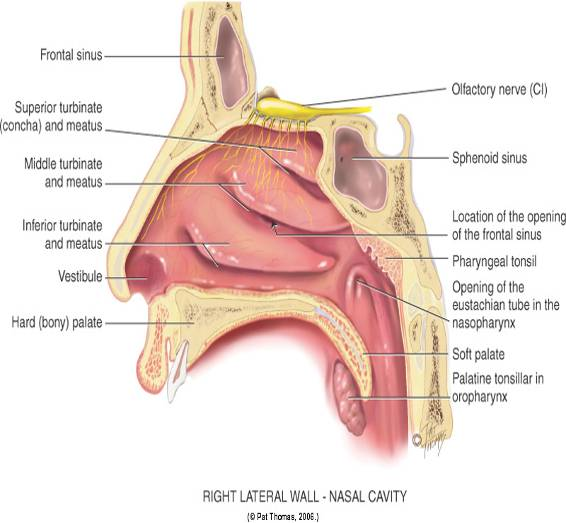 Frontal sinus
Superior turbinate
(concha) and meatus
Middle turbinate
and meatus
Inferior turbinate
and meatus
Vestibule
Hard (bony) palate
Olfactory nerve (CI)
Sphenoid sinus
Location of the opening
of the frontal sinus
Pharyngeal tonsil
Opening of the
eustachian tube in the
nasopharynx
Soft palate
Palatine tonsillar in
oropharynx
RIGHT LATERAL WALL - NASAL CAVITY
(© Pat Thomas, 2006.)